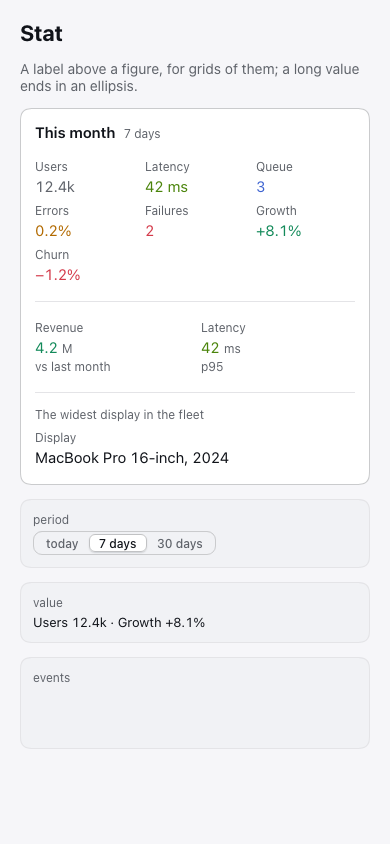 Stat
A label above a figure, for grids of them; a long value
ends in an ellipsis.
This month 7 days
Users Latency Queue
12.4k 42 ms 3
Errors Failures Growth
0.2% 2 +8.1%
Churn
−1.2%
Revenue Latency
4.2 M 42 ms
vs last month p95
The widest display in the fleet
Display
MacBook Pro 16-inch, 2024
period
today 7 days 30 days
value
Users 12.4k · Growth +8.1%
events